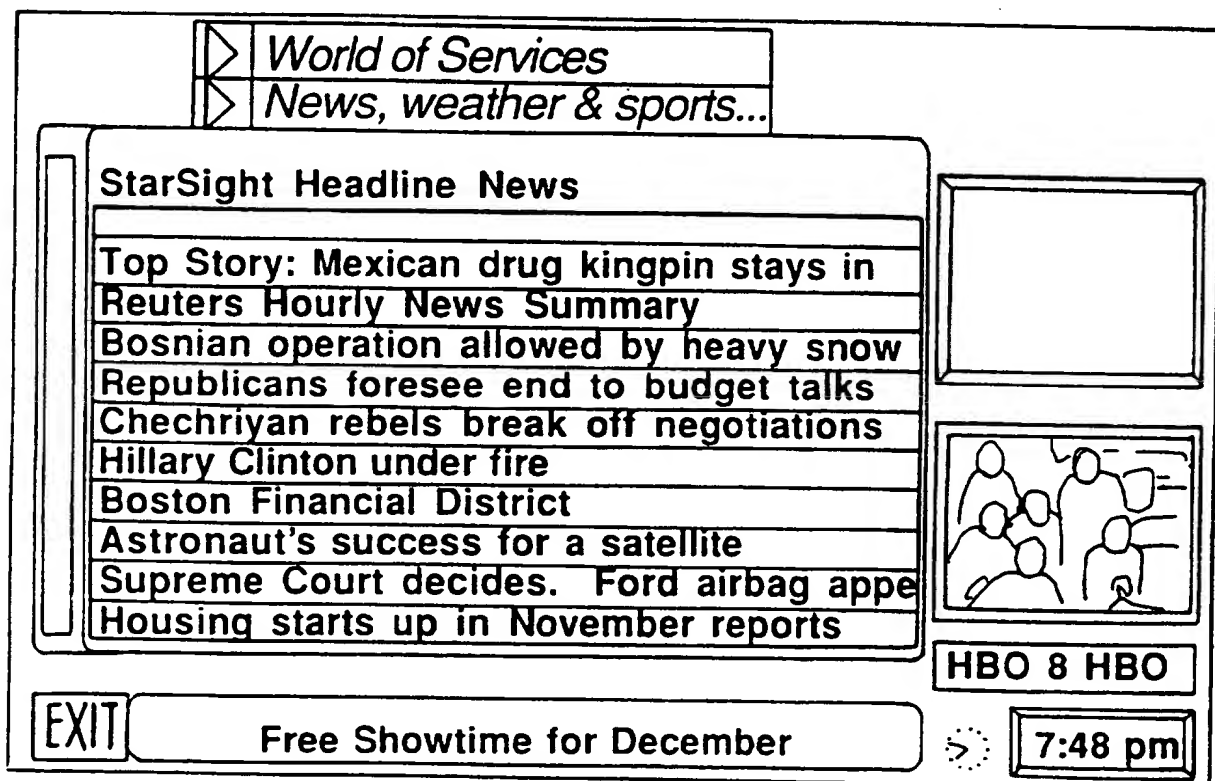 World of Services
News, weather & sports...
StarSight Headline News
Top Story: Mexican drug kingpin stays in
Reuters Hourly News Summary
Bosnian operation allowed by heavy snow
Republicans foresee end to budget talks
Chechriyan rebels break off negotiations
Hillary Clinton under fire
Boston Financial District
Astronaut's success for a satellite
Supreme Court decides. Ford airbag appe
Housing starts up in November reports
HBO 8 HBO
EXIT
Free Showtime for December
7:48 pm